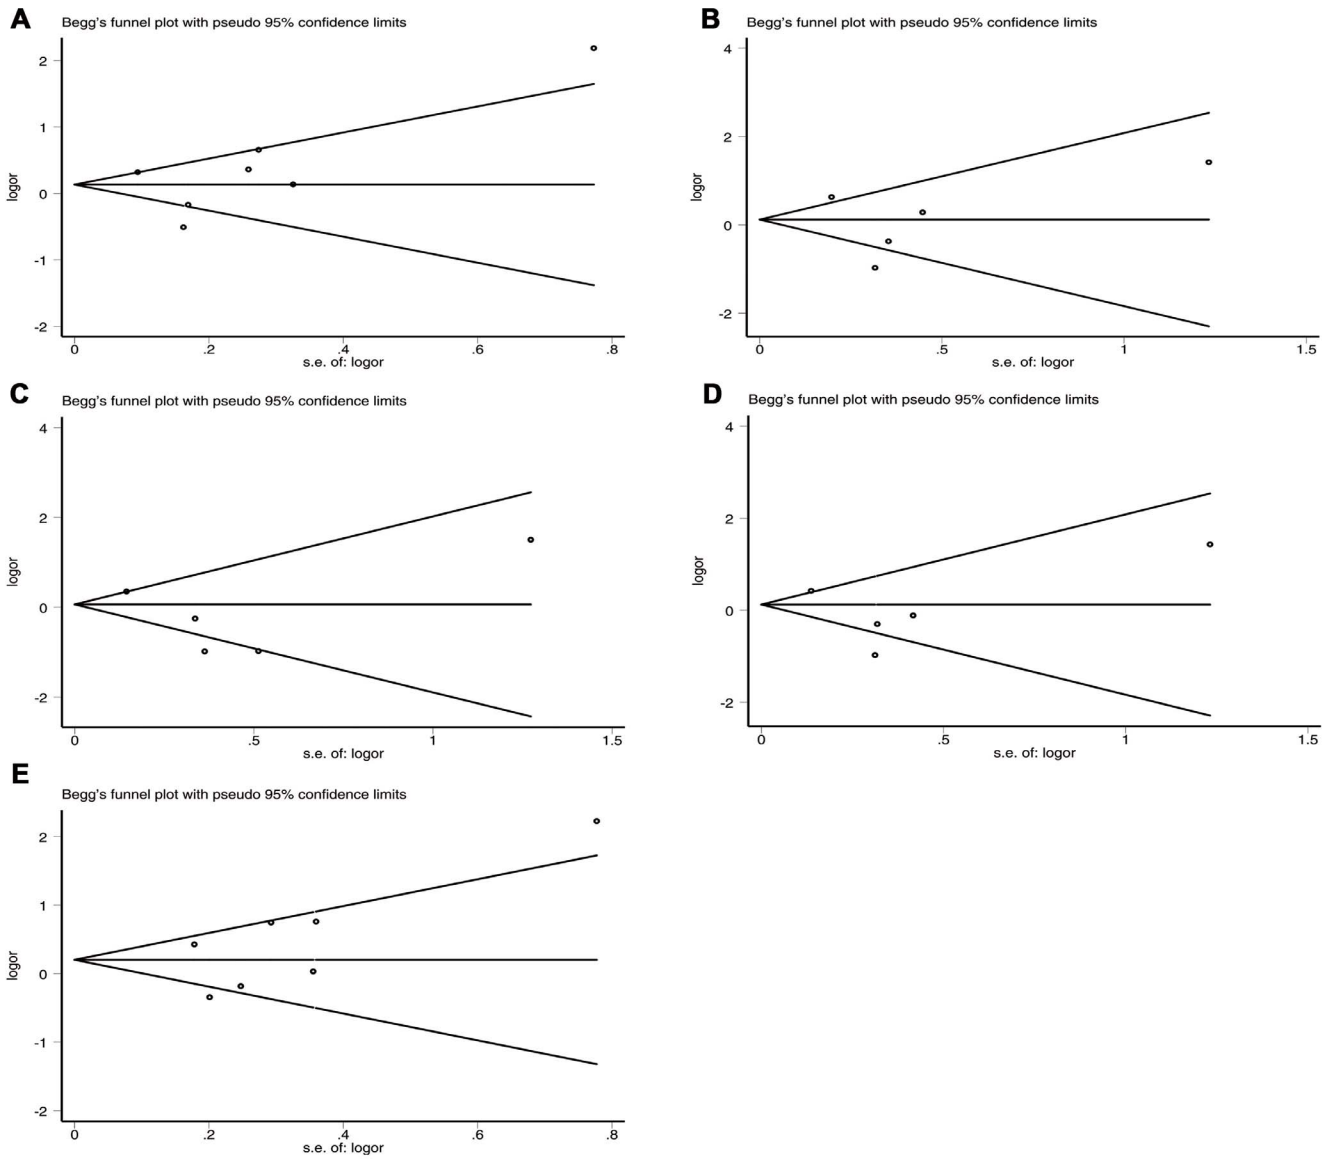 A
Begg's funnel plot with pseudo 95% confidence limits
2
1
0
-1
-2
logor
0 .2 .4 .6 .8
s.e. of: logor
B
Begg's funnel plot with pseudo 95% confidence limits
4
2
0
-2
logor
0 .5 1 1.5
s.e. of: logor
C
Begg's funnel plot with pseudo 95% confidence limits
4
2
0
-2
logor
0 .5 1 1.5
s.e. of: logor
D
Begg's funnel plot with pseudo 95% confidence limits
4
2
0
-2
logor
0 .5 1 1.5
s.e. of: logor
E
Begg's funnel plot with pseudo 95% confidence limits
2
1
0
-1
-2
logor
0 .2 .4 .6 .8
s.e. of: logor